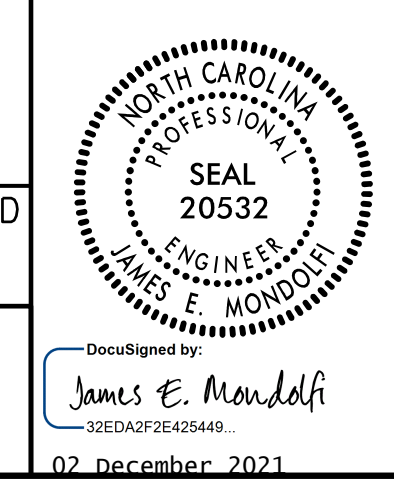 NORTH CAROLINA
PROFESSIONAL
SEAL
20532
ENGINEER
JAMES E. MONDOLFI
D
DocuSigned by:
James E. Mondolfi
32EDA2F2E425449...
02 December 2021